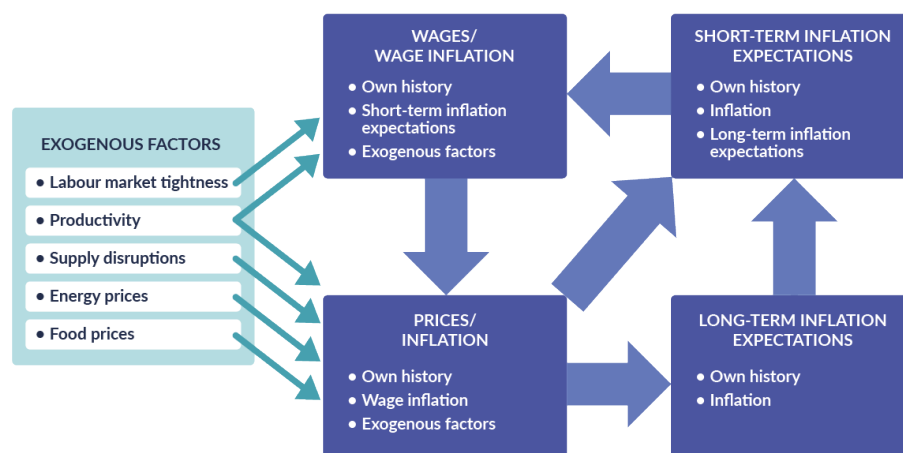 EXOGENOUS FACTORS
• Labour market tightness
• Productivity
• Supply disruptions
• Energy prices
• Food prices
WAGES/
WAGE INFLATION
• Own history
• Short-term inflation
expectations
• Exogenous factors
SHORT-TERM INFLATION
EXPECTATIONS
• Own history
• Inflation
• Long-term inflation
expectations
PRICES/
INFLATION
• Own history
• Wage inflation
• Exogenous factors
LONG-TERM INFLATION
EXPECTATIONS
• Own history
• Inflation